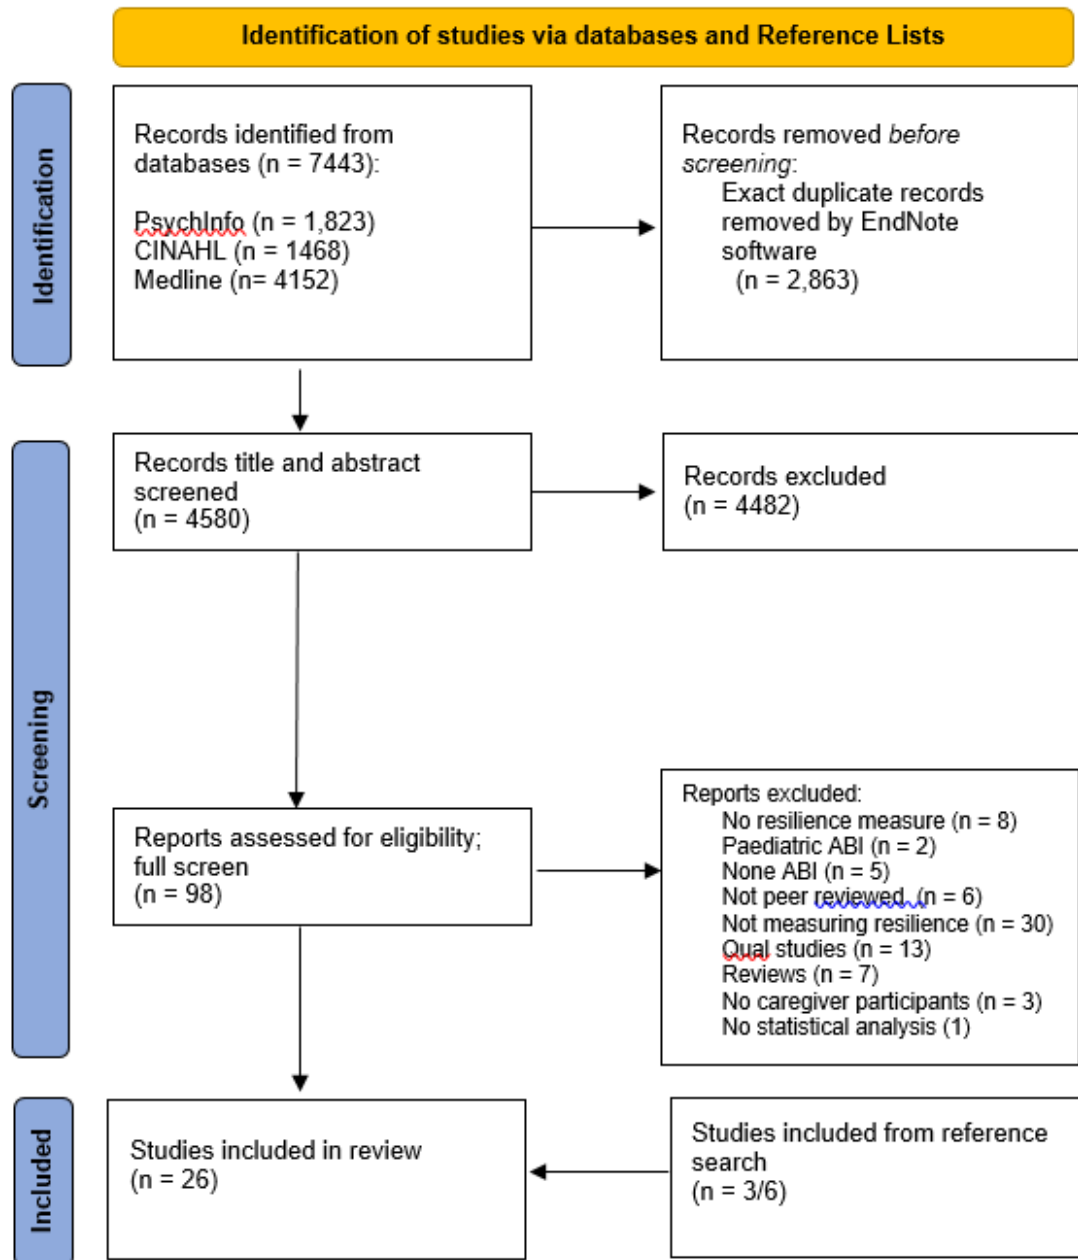 Identification of studies via databases and Reference Lists
Identification
Records identified from
databases (n = 7443):
PsychInfo (n = 1,823)
CINAHL (n = 1468)
Medline (n= 4152)
Records removed before
screening:
Exact duplicate records
removed by EndNote
software
(n = 2,863)
Screening
Records title and abstract
screened
(n = 4580)
Records excluded
(n = 4482)
Reports assessed for eligibility;
full screen
(n = 98)
Reports excluded:
No resilience measure (n = 8)
Paediatric ABI (n = 2)
None ABI (n = 5)
Not peer reviewed (n = 6)
Not measuring resilience (n = 30)
Qual studies (n = 13)
Reviews (n = 7)
No caregiver participants (n = 3)
No statistical analysis (1)
Included
Studies included in review
(n = 26)
Studies included from reference
search
(n = 3/6)